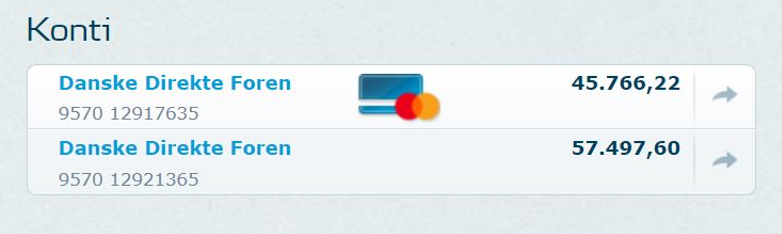 Konti
Danske Direkte Foren 45.766,22
9570 12917635
Danske Direkte Foren 57.497,60
9570 12921365